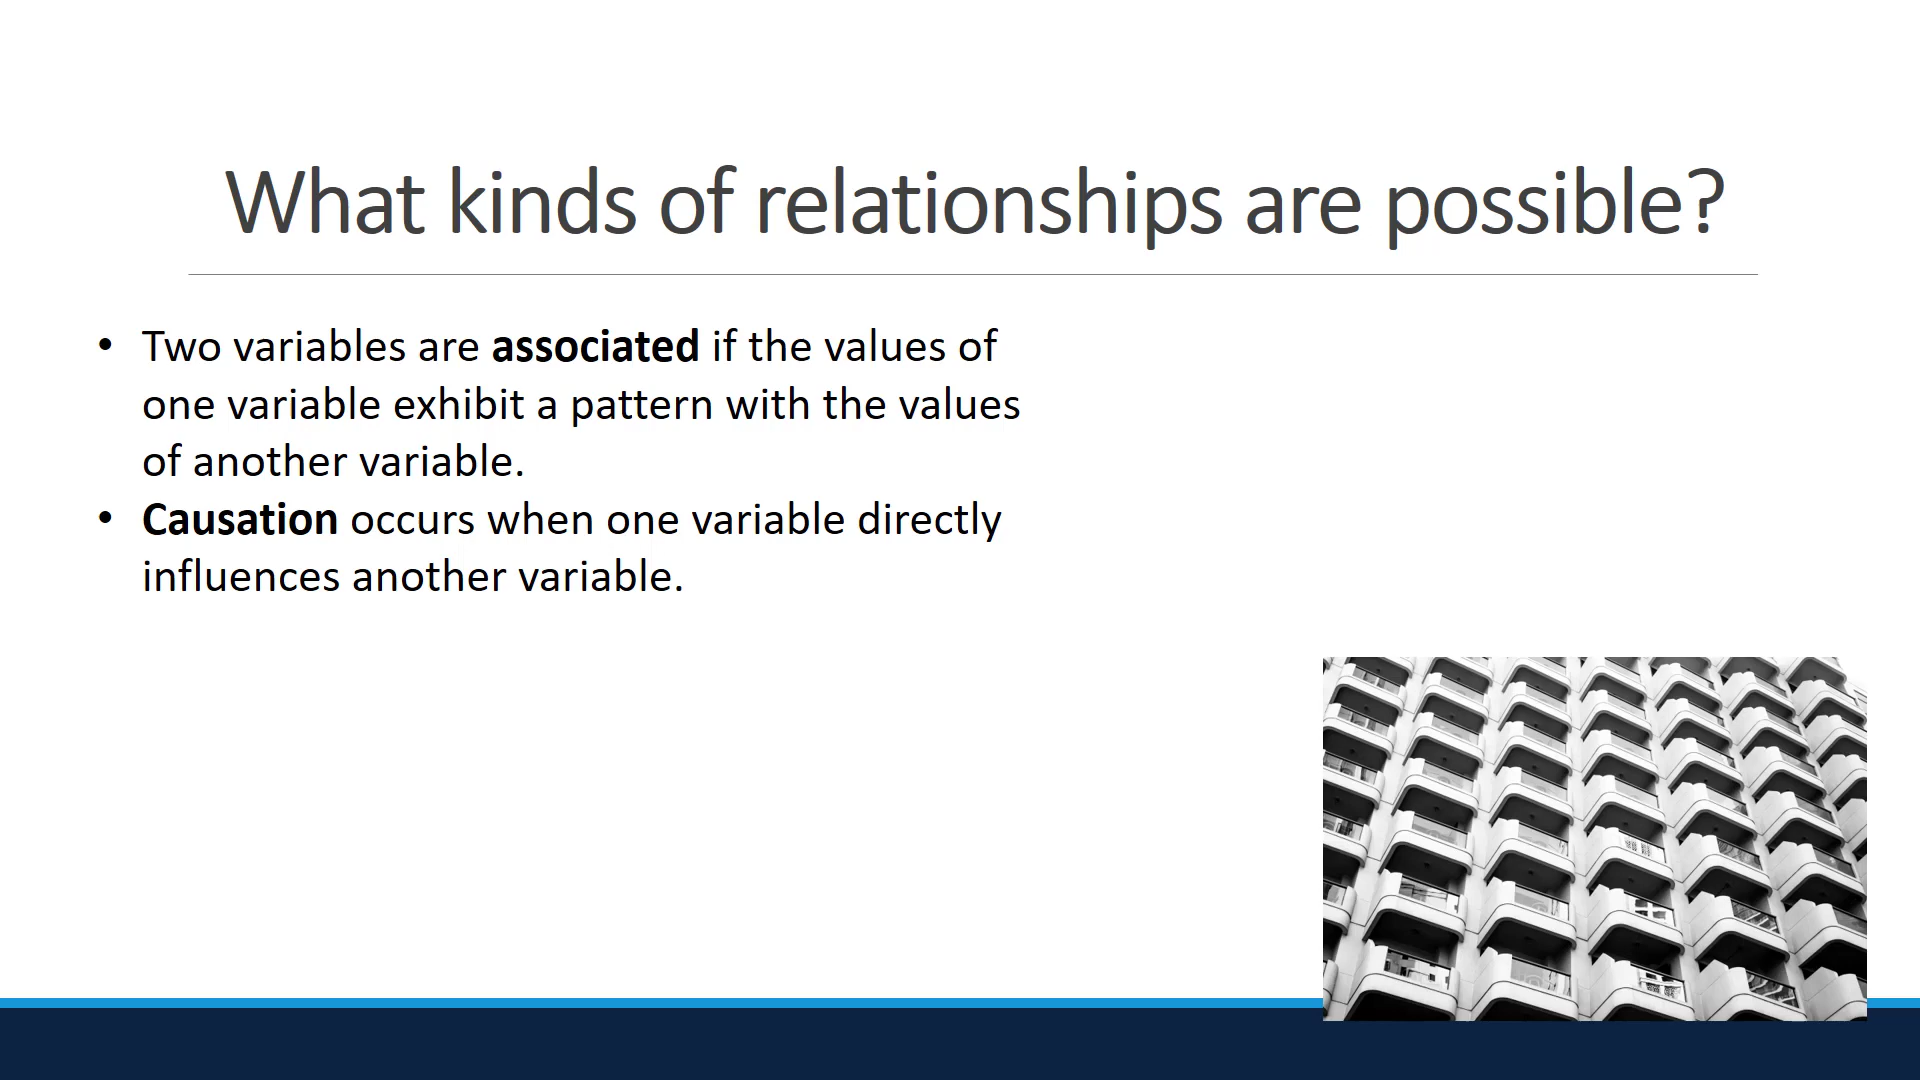 What kinds of relationships are possible?
• Two variables are associated if the values of
one variable exhibit a pattern with the values
of another variable.
• Causation occurs when one variable directly
influences another variable.